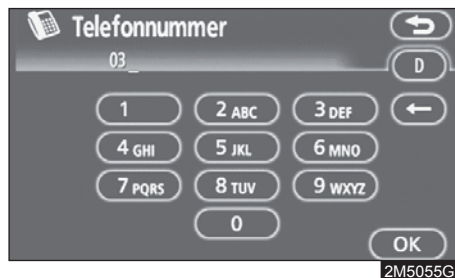 Telefonnummer
03_
D
1 2 ABC 3 DEF
4 GHI 5 JKL 6 MNO
7 PQRS 8 TUV 9 WXYZ
0
OK
2M5055G